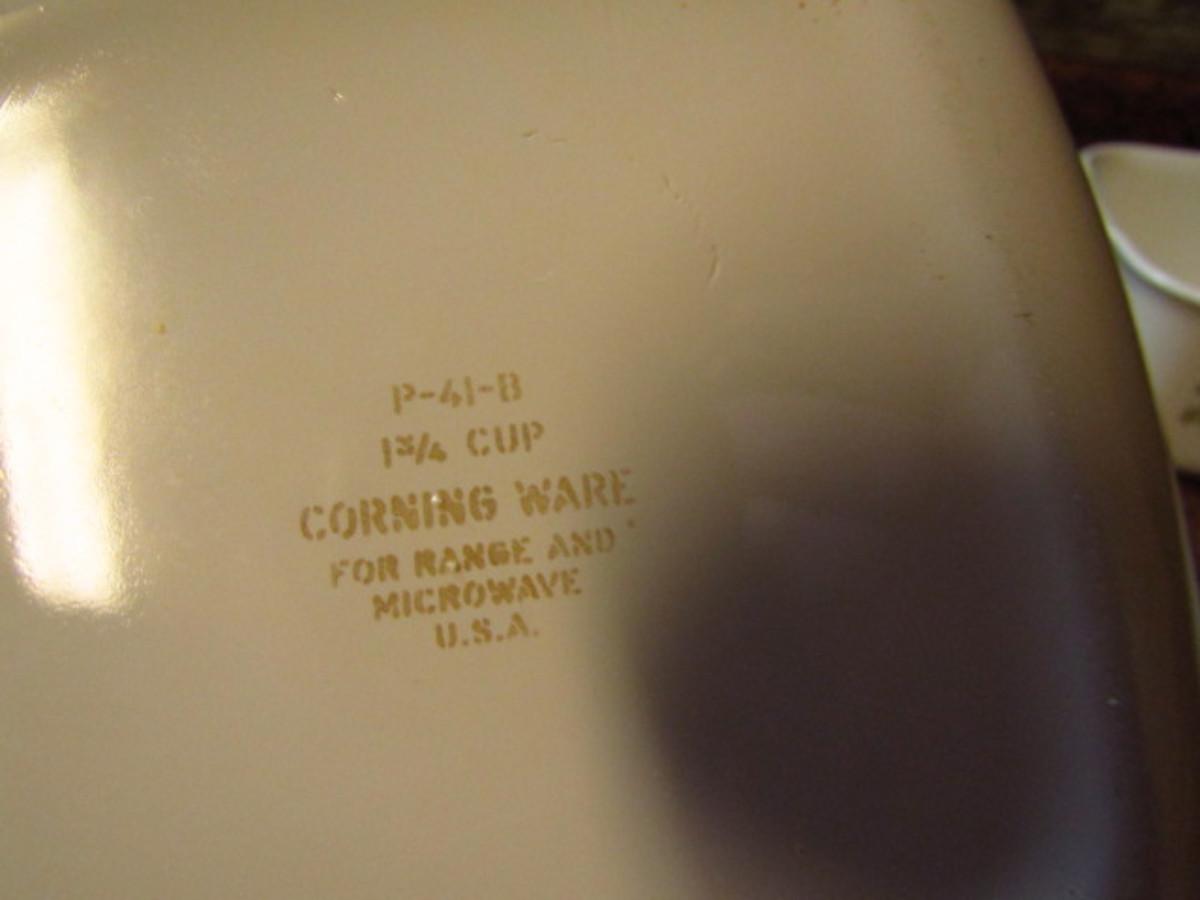 P-41-B
1¾ CUP
CORNING WARE
FOR RANGE AND
MICROWAVE
U.S.A.